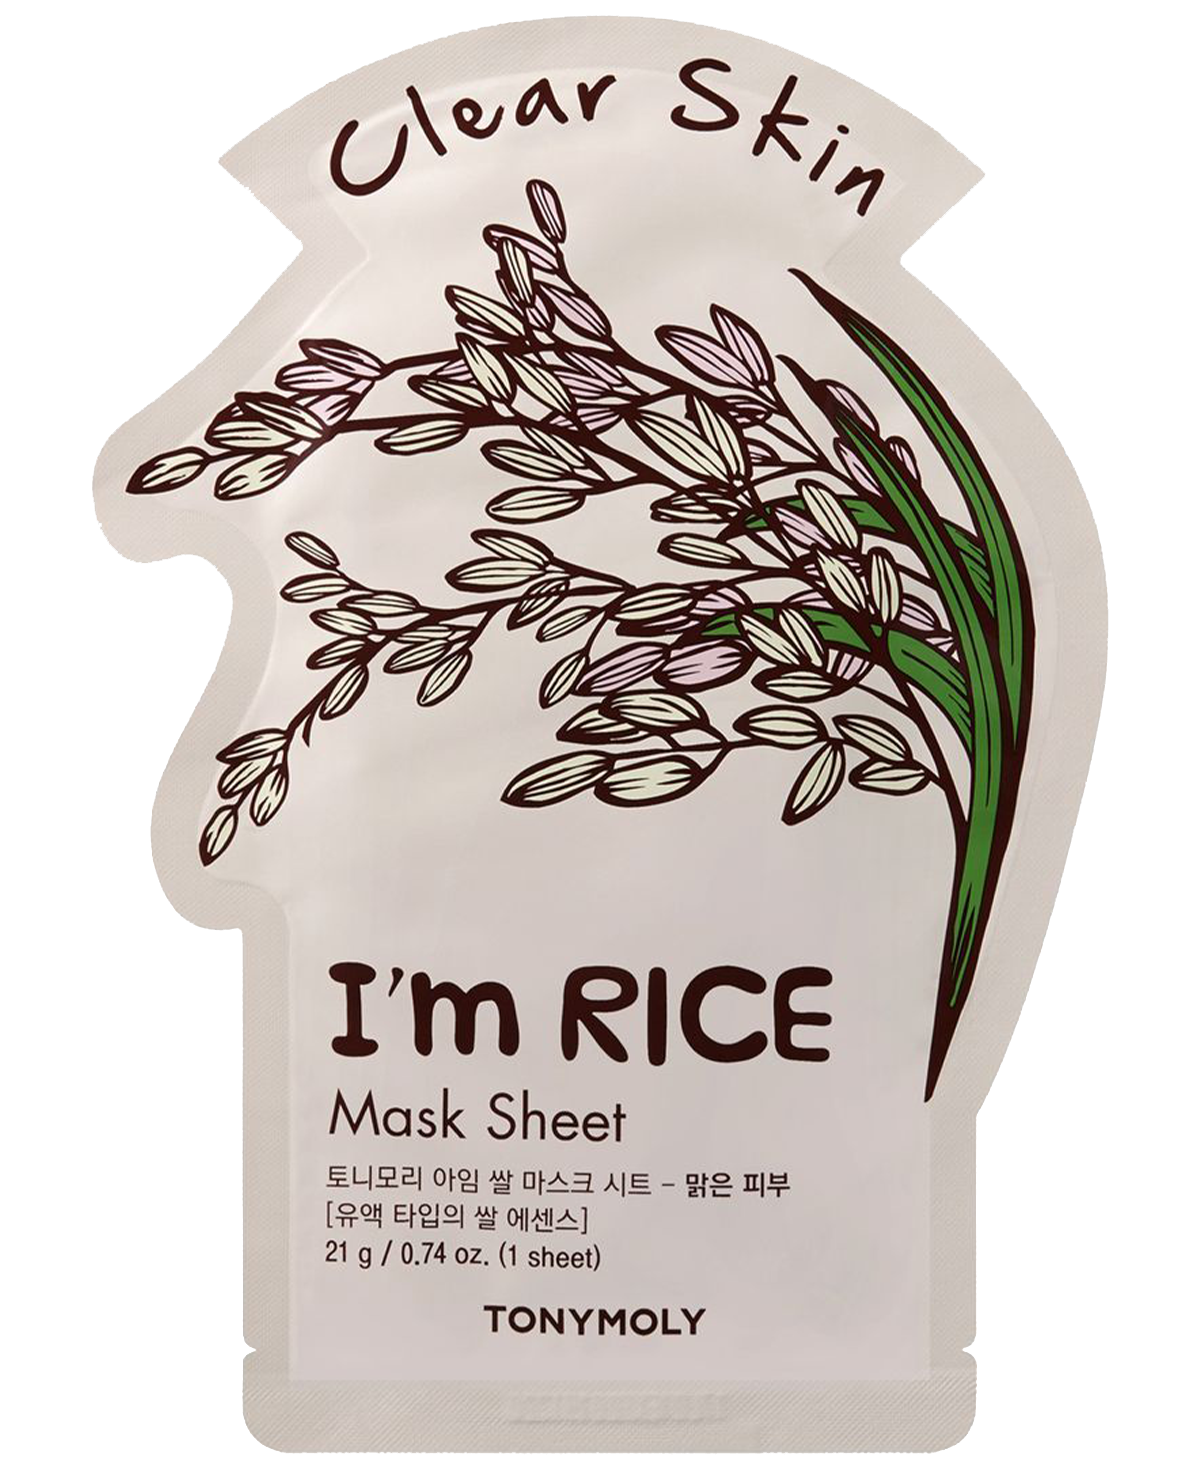 Clear Skin
I'm RICE
Mask Sheet
토니모리 아임 쌀 마스크 시트 - 맑은 피부
[유액 타입의 쌀 에센스]
21 g / 0.74 oz. (1 sheet)
TONYMOLY